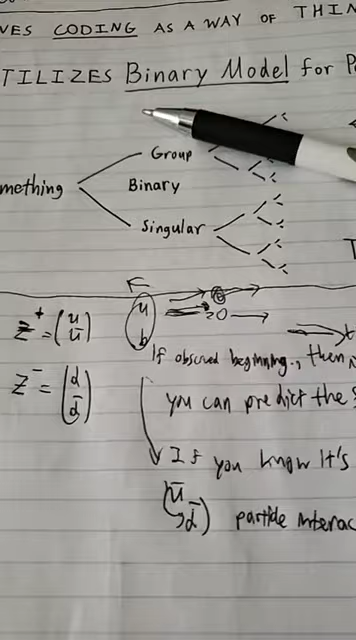 VES CODING AS A WAY OF THIN
TILIZES Binary Model for P
Group
mething
Binary
Singular
Z⁺ = (u ū)
u
b
If observed beginning, then
Z⁻ = (d d̄)
you can predict the
If you know it's
(ū d̄) particle interac